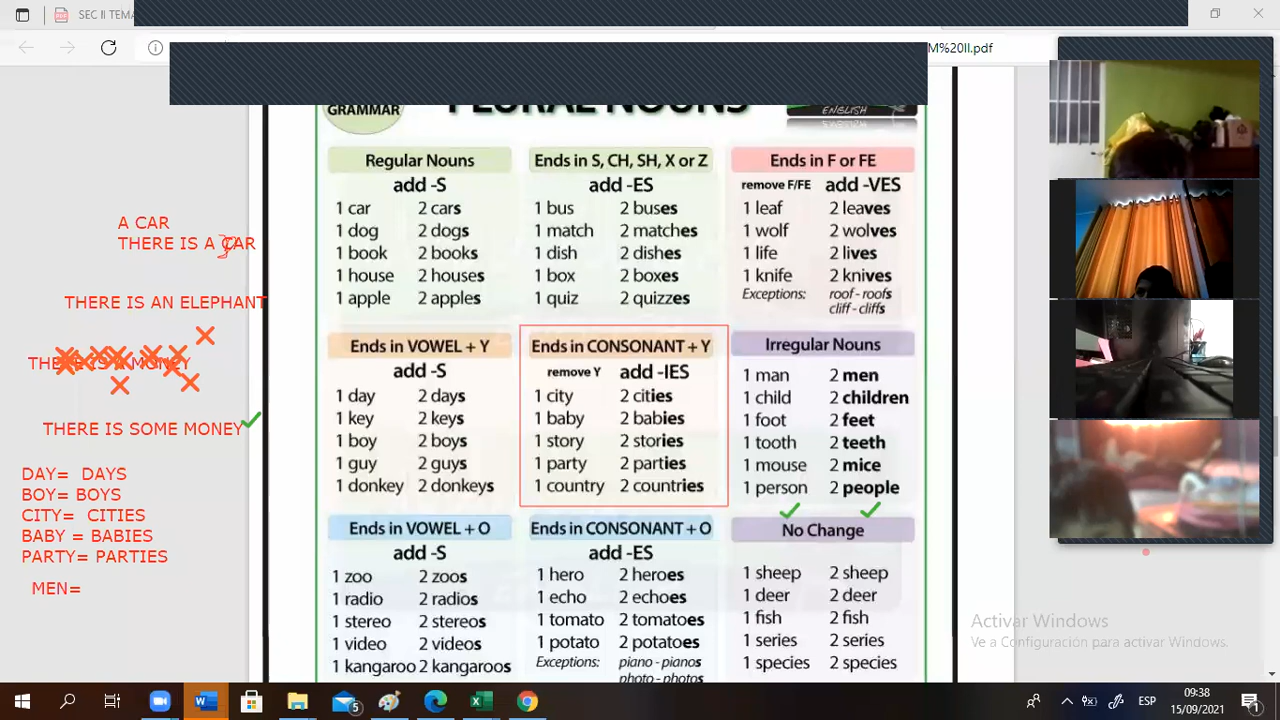 SEC II TEMA
M%20II.pdf
GRAMMAR
PLURAL NOUNS
ENGLISH
Regular Nouns
add -S
1 car 2 cars
1 dog 2 dogs
1 book 2 books
1 house 2 houses
1 apple 2 apples
Ends in S, CH, SH, X or Z
add -ES
1 bus 2 buses
1 match 2 matches
1 dish 2 dishes
1 box 2 boxes
1 quiz 2 quizzes
Ends in F or FE
remove F/FE add -VES
1 leaf 2 leaves
1 wolf 2 wolves
1 life 2 lives
1 knife 2 knives
Exceptions: roof - roofs
cliff - cliffs
Ends in VOWEL + Y
add -S
1 day 2 days
1 key 2 keys
1 boy 2 boys
1 guy 2 guys
1 donkey 2 donkeys
Ends in CONSONANT + Y
remove Y add -IES
1 city 2 cities
1 baby 2 babies
1 story 2 stories
1 party 2 parties
1 country 2 countries
Irregular Nouns
1 man 2 men
1 child 2 children
1 foot 2 feet
1 tooth 2 teeth
1 mouse 2 mice
1 person 2 people
Ends in VOWEL + O
add -S
1 zoo 2 zoos
1 radio 2 radios
1 stereo 2 stereos
1 video 2 videos
1 kangaroo 2 kangaroos
Ends in CONSONANT + O
add -ES
1 hero 2 heroes
1 echo 2 echoes
1 tomato 2 tomatoes
1 potato 2 potatoes
Exceptions: piano - pianos
photo - photos
No Change
1 sheep 2 sheep
1 deer 2 deer
1 fish 2 fish
1 series 2 series
1 species 2 species
A CAR
THERE IS A CAR
THERE IS AN ELEPHANT
THERE IS A MONEY
THERE IS SOME MONEY
DAY= DAYS
BOY= BOYS
CITY= CITIES
BABY = BABIES
PARTY= PARTIES
MEN=
Activar Windows
Ve a Configuración para activar Windows.
5
ESP
09:38
15/09/2021
1